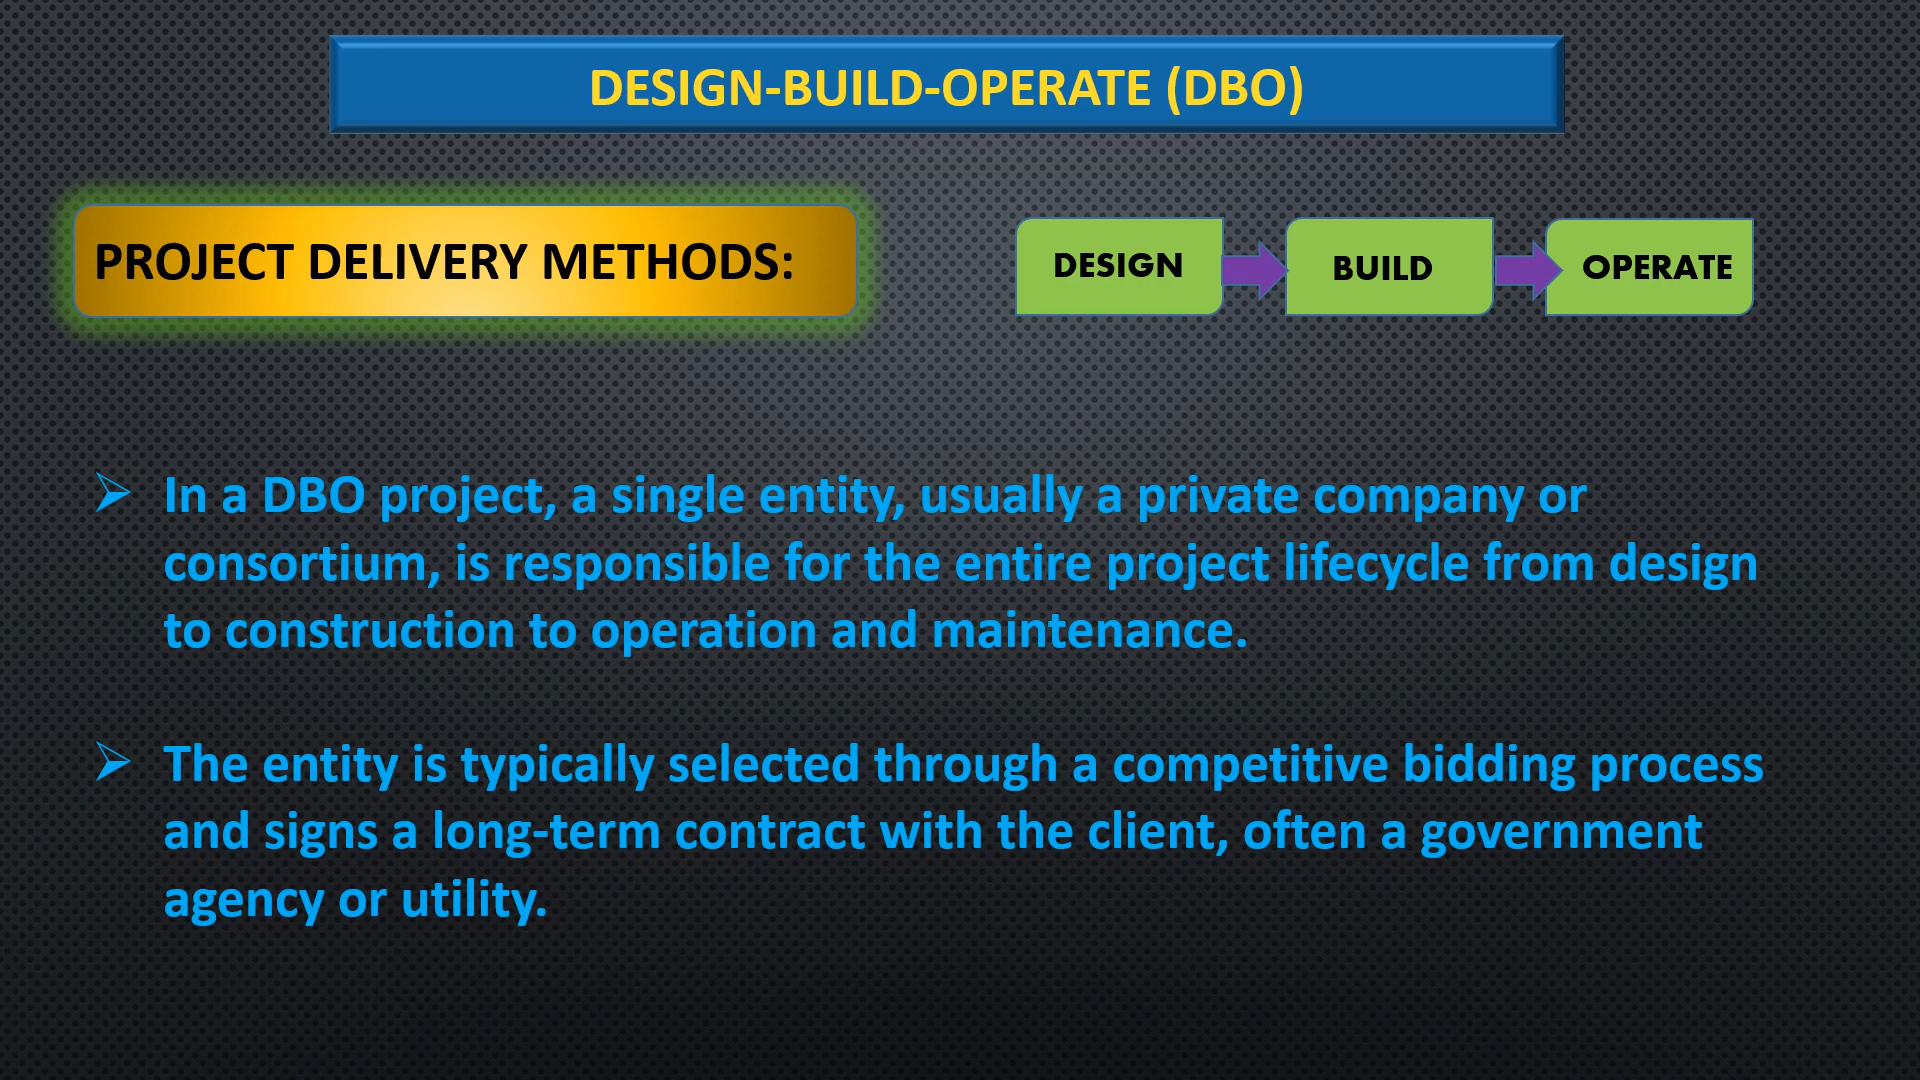 DESIGN-BUILD-OPERATE (DBO)
PROJECT DELIVERY METHODS:
DESIGN
BUILD
OPERATE
In a DBO project, a single entity, usually a private company or
consortium, is responsible for the entire project lifecycle from design
to construction to operation and maintenance.
The entity is typically selected through a competitive bidding process
and signs a long-term contract with the client, often a government
agency or utility.